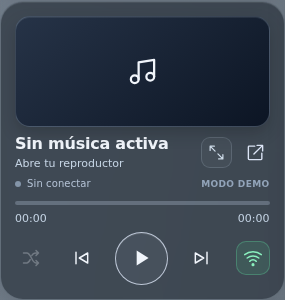 Sin música activa
Abre tu reproductor
Sin conectar
MODO DEMO
00:00
00:00